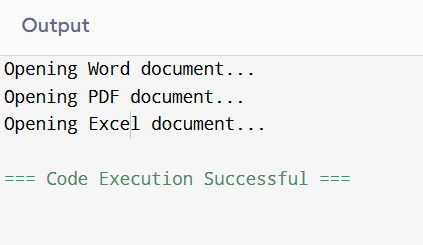 Output
Opening Word document...
Opening PDF document...
Opening Excel document...
=== Code Execution Successful ===